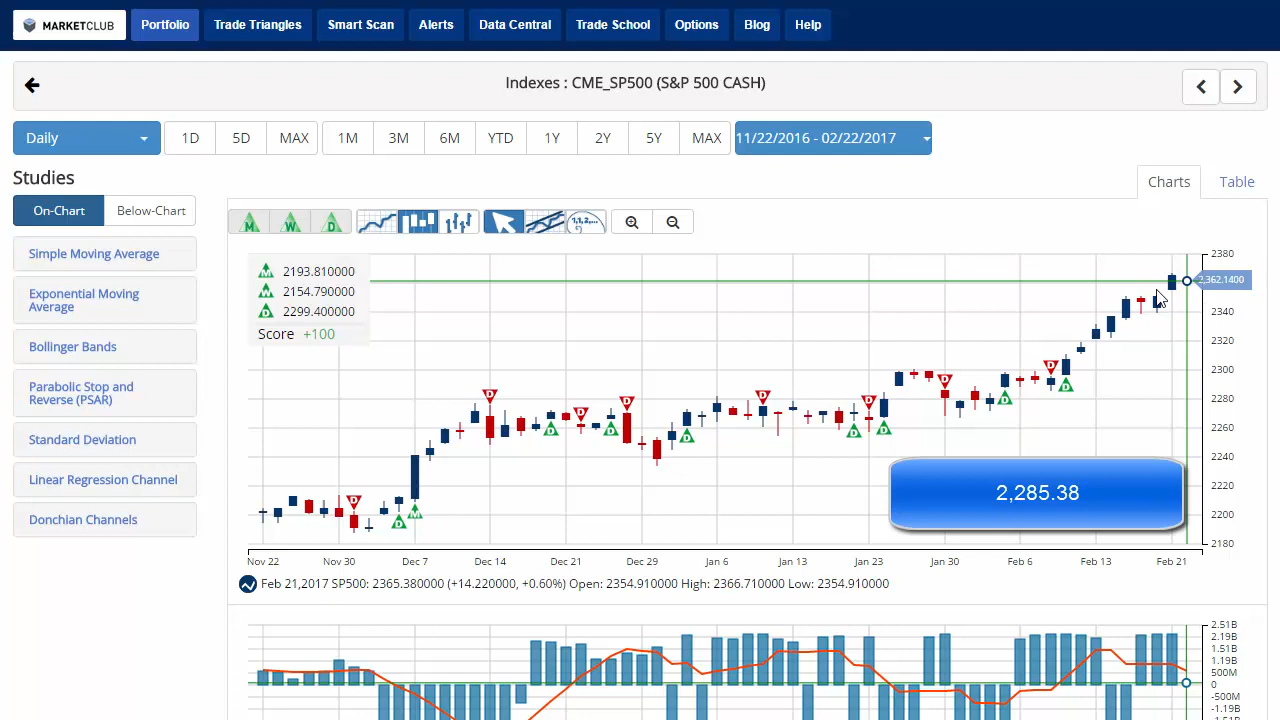 MARKETCLUB Portfolio Trade Triangles Smart Scan Alerts Data Central Trade School Options Blog Help
Indexes : CME_SP500 (S&P 500 CASH)
Daily 1D 5D MAX 1M 3M 6M YTD 1Y 2Y 5Y MAX 11/22/2016 - 02/22/2017
Studies
Charts Table
On-Chart Below-Chart
M W D
Simple Moving Average
Exponential Moving
Average
Bollinger Bands
Parabolic Stop and
Reverse (PSAR)
Standard Deviation
Linear Regression Channel
Donchian Channels
M 2193.810000
W 2154.790000
D 2299.400000
Score +100
2380
2,362.1400
2340
2320
2300
2280
2260
2240
2220
2200
2180
D D D D D D D D D
D M D D D D D D D
2,285.38
Nov 22 Nov 30 Dec 7 Dec 14 Dec 21 Dec 29 Jan 6 Jan 13 Jan 23 Jan 30 Feb 6 Feb 13 Feb 21
Feb 21,2017 SP500: 2365.380000 (+14.220000, +0.60%) Open: 2354.910000 High: 2366.710000 Low: 2354.910000
2.51B
2.19B
1.51B
1.19B
500M
0
-500M
-1.19B